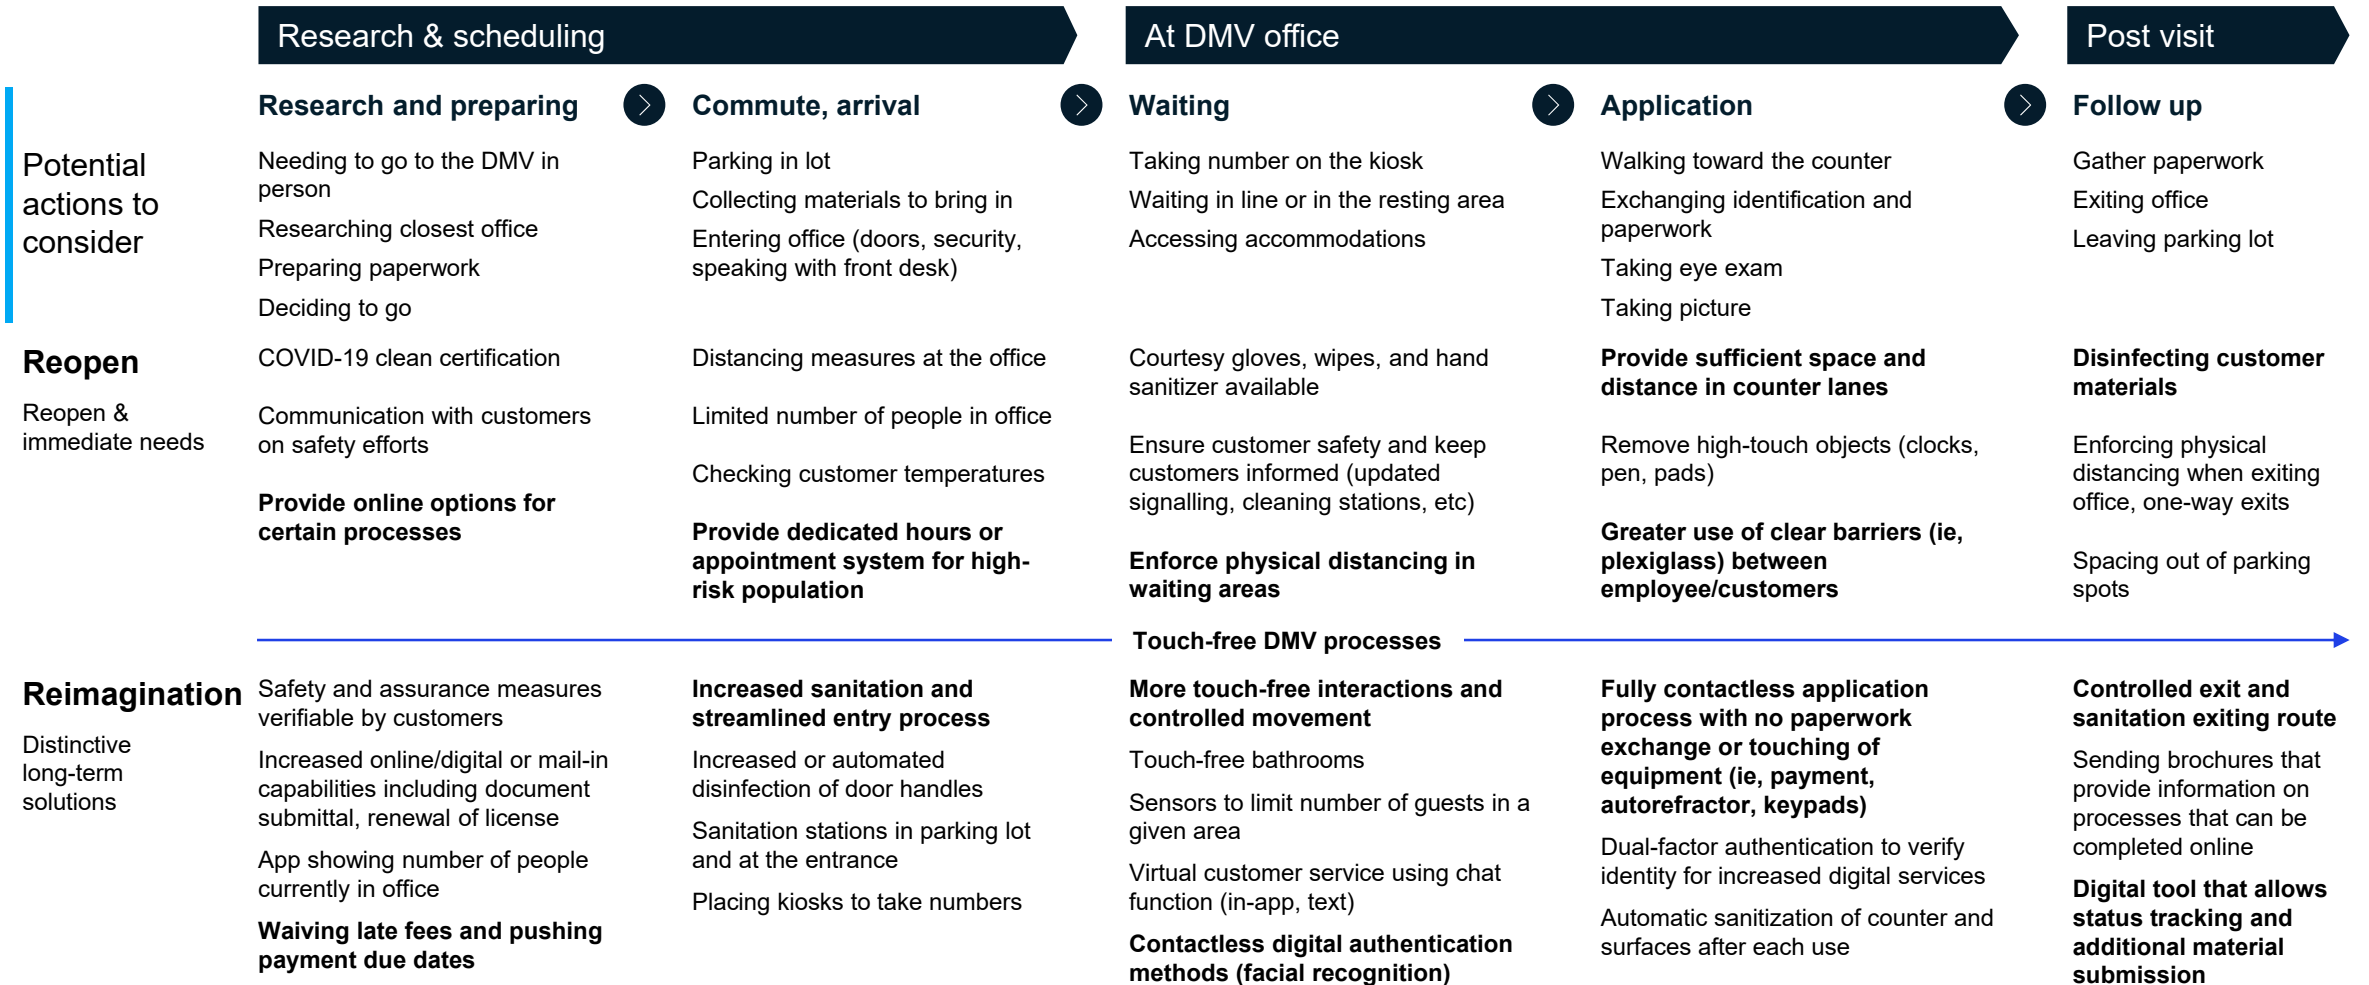 Research & scheduling
At DMV office
Post visit
Research and preparing
Commute, arrival
Waiting
Application
Follow up
Potential
actions to
consider
Needing to go to the DMV in
person
Researching closest office
Preparing paperwork
Deciding to go
Parking in lot
Collecting materials to bring in
Entering office (doors, security,
speaking with front desk)
Taking number on the kiosk
Waiting in line or in the resting area
Accessing accommodations
Walking toward the counter
Exchanging identification and
paperwork
Taking eye exam
Taking picture
Gather paperwork
Exiting office
Leaving parking lot
Reopen
Reopen &
immediate needs
COVID-19 clean certification
Communication with customers
on safety efforts
Provide online options for
certain processes
Distancing measures at the office
Limited number of people in office
Checking customer temperatures
Provide dedicated hours or
appointment system for high-
risk population
Courtesy gloves, wipes, and hand
sanitizer available
Ensure customer safety and keep
customers informed (updated
signalling, cleaning stations, etc)
Enforce physical distancing in
waiting areas
Provide sufficient space and
distance in counter lanes
Remove high-touch objects (clocks,
pen, pads)
Greater use of clear barriers (ie,
plexiglass) between
employee/customers
Disinfecting customer
materials
Enforcing physical
distancing when exiting
office, one-way exits
Spacing out of parking
spots
Touch-free DMV processes
Reimagination
Distinctive
long-term
solutions
Safety and assurance measures
verifiable by customers
Increased online/digital or mail-in
capabilities including document
submittal, renewal of license
App showing number of people
currently in office
Waiving late fees and pushing
payment due dates
Increased sanitation and
streamlined entry process
Increased or automated
disinfection of door handles
Sanitation stations in parking lot
and at the entrance
Placing kiosks to take numbers
More touch-free interactions and
controlled movement
Touch-free bathrooms
Sensors to limit number of guests in a
given area
Virtual customer service using chat
function (in-app, text)
Contactless digital authentication
methods (facial recognition)
Fully contactless application
process with no paperwork
exchange or touching of
equipment (ie, payment,
autorefractor, keypads)
Dual-factor authentication to verify
identity for increased digital services
Automatic sanitization of counter and
surfaces after each use
Controlled exit and
sanitation exiting route
Sending brochures that
provide information on
processes that can be
completed online
Digital tool that allows
status tracking and
additional material
submission